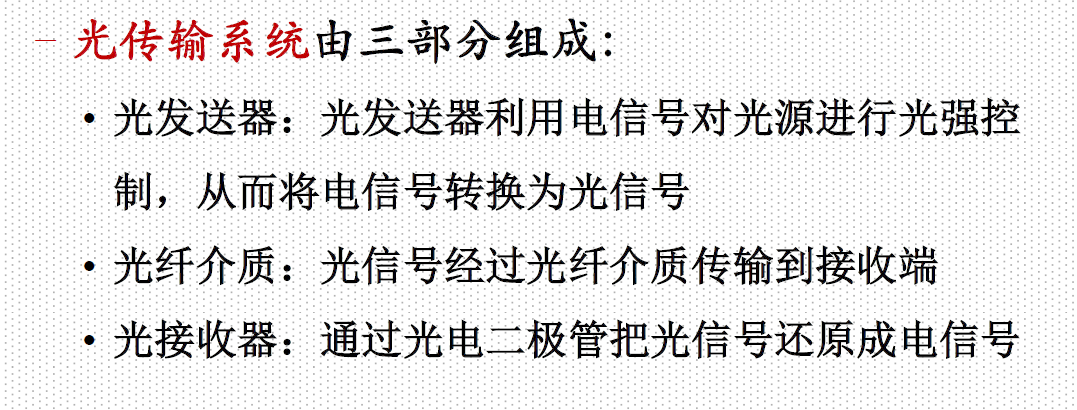 – 光传输系统由三部分组成:
• 光发送器：光发送器利用电信号对光源进行光强控
制，从而将电信号转换为光信号
• 光纤介质：光信号经过光纤介质传输到接收端
• 光接收器：通过光电二极管把光信号还原成电信号